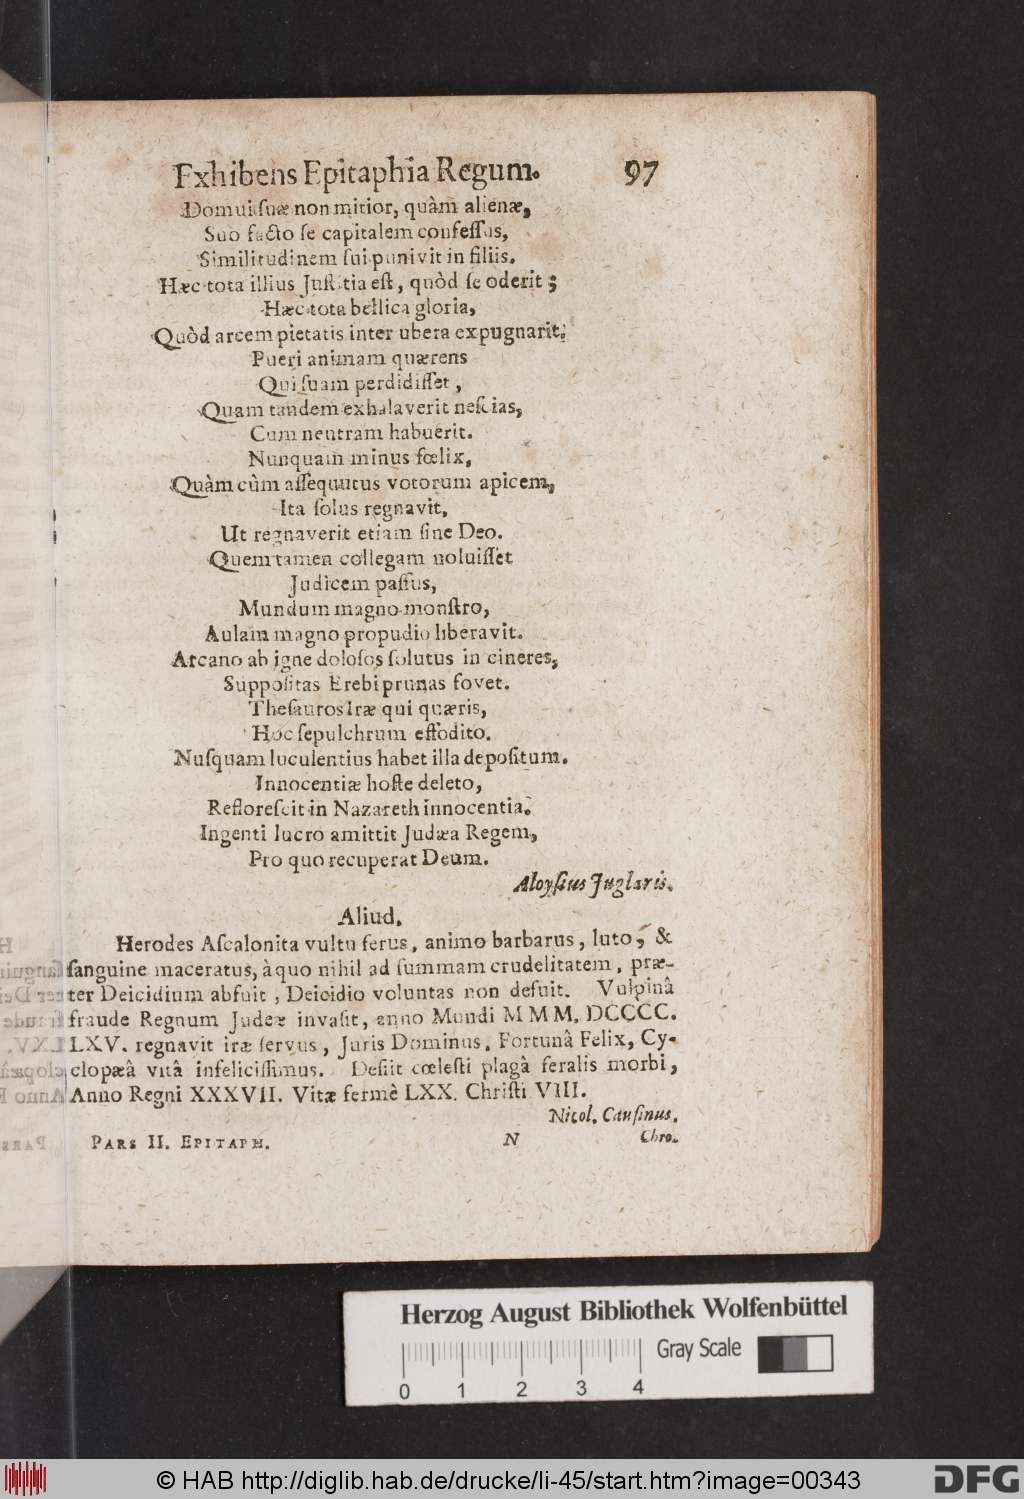 Exhibens Epitaphia Regum. 97
Domui suæ non mitior, quàm alienæ,
Suo facto se capitalem confessus,
Similitudinem sui punivit in filiis.
Hæc tota illius Justitia est, quòd se oderit;
Hæc tota bellica gloria,
Quòd arcem pietatis inter ubera expugnarit.
Pueri animam quærens
Qui suam perdidisset,
Quam tandem exhalaverit nescias,
Cum neutram habuerit.
Nunquam minus fœlix,
Quàm cùm assequutus votorum apicem,
Ita solus regnavit,
Ut regnaverit etiam sine Deo.
Quem tamen collegam noluisset
Judicem passus,
Mundum magno monstro,
Aulam magno propudio liberavit.
Arcano ab igne dolosos solutus in cineres,
Suppositas Erebi prunas fovet.
Thesauros Iræ qui quæris,
Hoc sepulchrum effodito.
Nusquam luculentius habet illa depositum.
Innocentiæ hoste deleto,
Reflorescit in Nazareth innocentia.
Ingenti lucro amittit Judæa Regem,
Pro quo recuperat Deum.
Aloysius Juglaris.
Aliud.
Herodes Ascalonita vultu ferus, animo barbarus, luto, &
sanguine maceratus, à quo nihil ad summam crudelitatem, præ-
ter Deicidium abfuit, Deicidio voluntas non defuit. Vulpinâ
fraude Regnum Judeæ invasit, anno Mundi MMM. DCCCC.
LXV. regnavit iræ servus, Juris Dominus, Fortunâ Felix, Cy-
clopæâ vitâ infelicissimus. Desiit cœlesti plagâ feralis morbi,
Anno Regni XXXVII. Vitæ fermè LXX. Christi VIII.
Nicol. Causinus.
PARS II. EPITAPH. N Chro-
Herzog August Bibliothek Wolfenbüttel
Gray Scale
0 1 2 3 4
© HAB http://diglib.hab.de/drucke/li-45/start.htm?image=00343
DFG